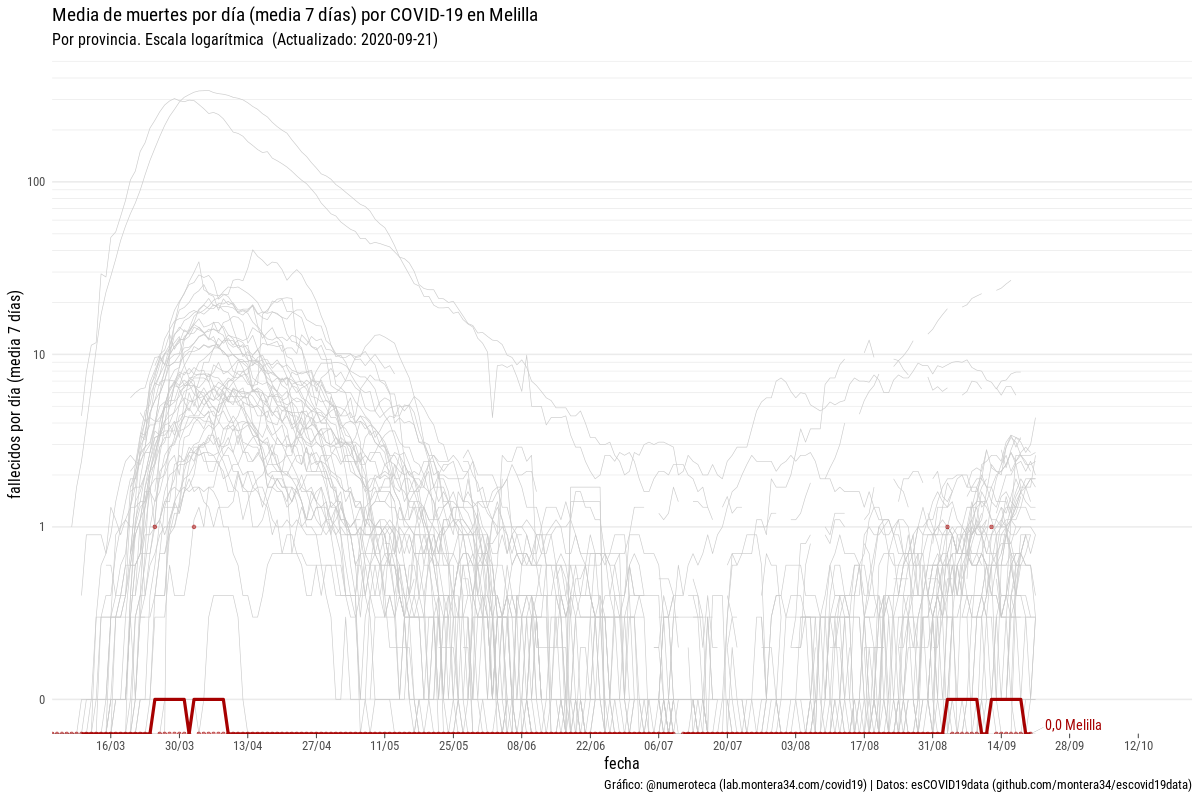 Media de muertes por día (media 7 días) por COVID-19 en Melilla
Por provincia. Escala logarítmica  (Actualizado: 2020-09-21)
fallecidos por día (media 7 días)
100
10
1
0
0,0 Melilla
16/03 30/03 13/04 27/04 11/05 25/05 08/06 22/06 06/07 20/07 03/08 17/08 31/08 14/09 28/09 12/10
fecha
Gráfico: @numeroteca (lab.montera34.com/covid19) | Datos: esCOVID19data (github.com/montera34/escovid19data)